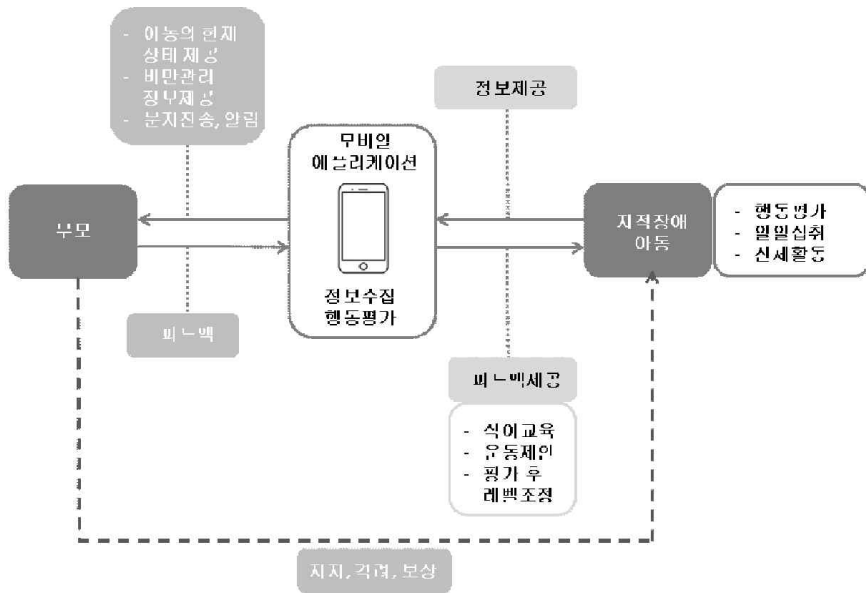 - 아동의 현재
상태 제공
- 비만관리
정보제공
- 문자전송, 알림
정보제공
모바일
애플리케이션
부모
지적장애
아동
- 행동평가
- 일일섭취
- 신체활동
정보수집
행동평가
피드백
피드백제공
- 식이교육
- 운동제안
- 평가 후
레벨조정
지지, 격려, 보상